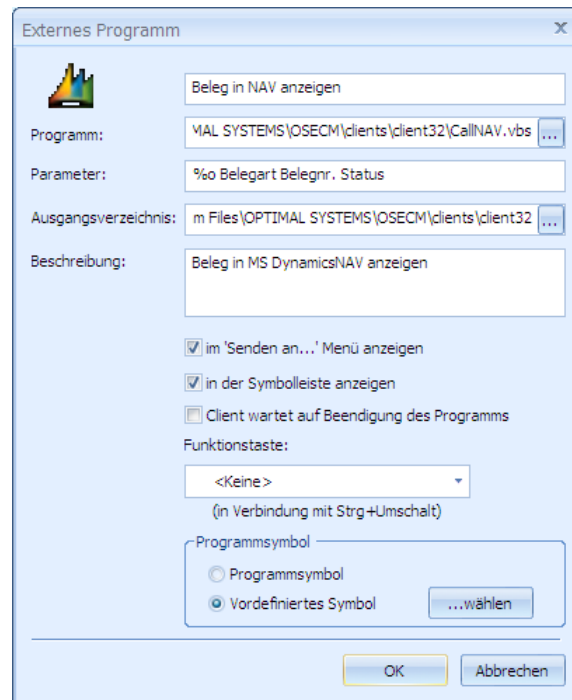 Externes Programm
Beleg in NAV anzeigen
Programm: MAL SYSTEMS\OSECM\clients\client32\CallNAV.vbs ...
Parameter: %o Belegart Belegnr. Status
Ausgangsverzeichnis: m Files\OPTIMAL SYSTEMS\OSECM\clients\client32 ...
Beschreibung: Beleg in MS DynamicsNAV anzeigen
im 'Senden an...' Menü anzeigen
in der Symbolleiste anzeigen
Client wartet auf Beendigung des Programms
Funktionstaste:
<Keine>
(in Verbindung mit Strg+Umschalt)
Programmsymbol
Programmsymbol
Vordefiniertes Symbol ...wählen
OK Abbrechen